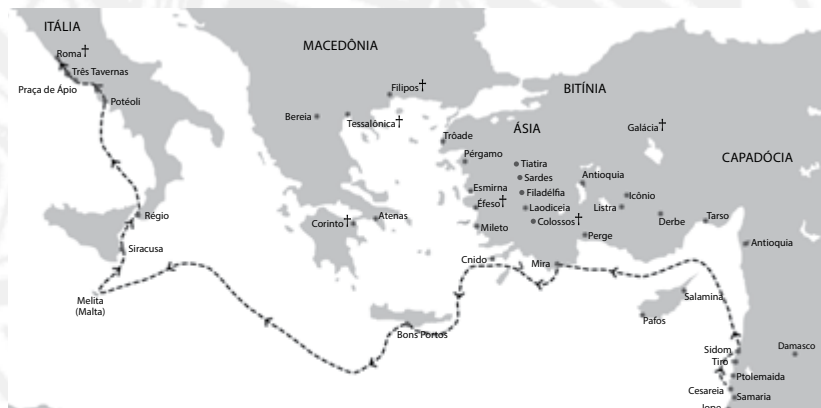 ITÁLIA
Roma†
Três Tavernas
Praça de Ápio
Potéoli
MACEDÔNIA
Filipos†
Bereia
Tessalônica†
BITÍNIA
ÁSIA
Galácia†
CAPADÓCIA
Trôade
Pérgamo
Tiatira
Sardes
Esmirna
Filadélfia
Antioquia
Éfeso†
Laodiceia
Icônio
Listra
Colossos†
Derbe
Tarso
Mileto
Perge
Antioquia
Corinto†
Atenas
Régio
Siracusa
Cnido
Mira
Melita
(Malta)
Salamina
Pafos
Bons Portos
Sidom
Damasco
Tiro
Ptolemaida
Cesareia
Samaria
Jope